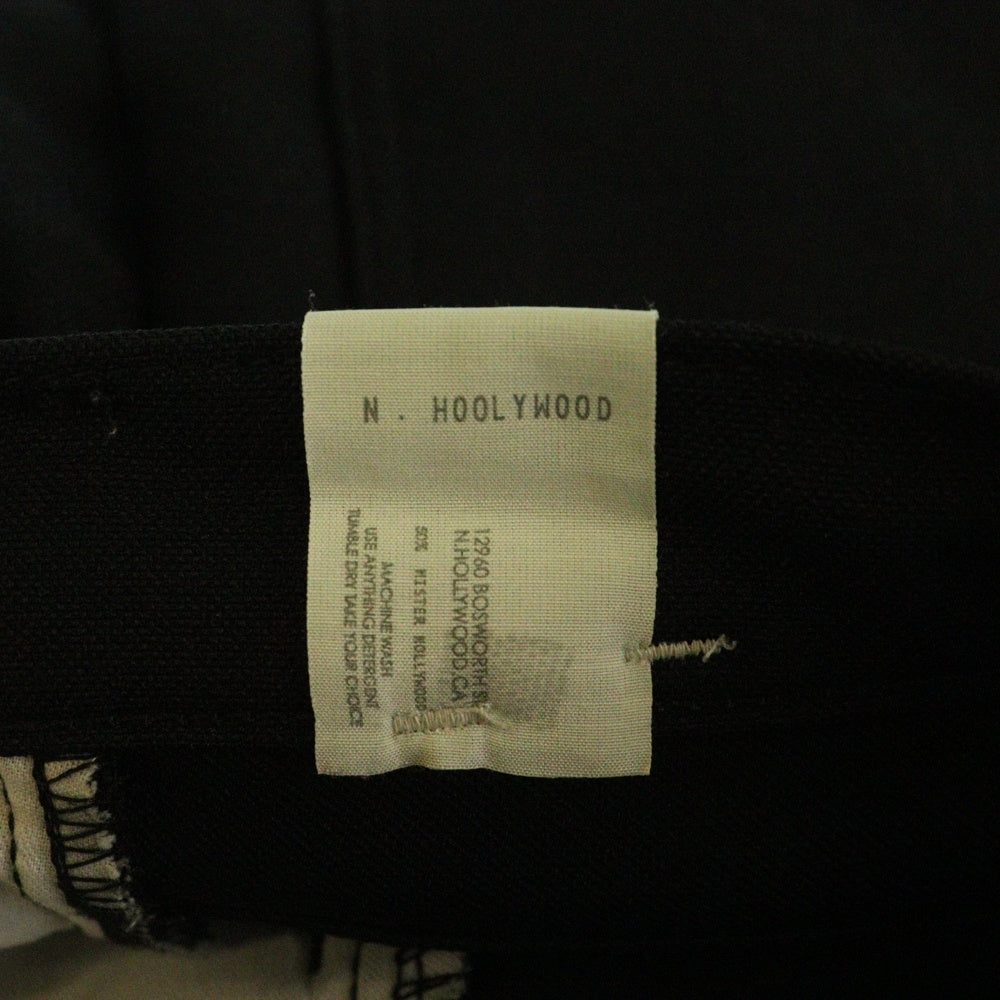 N. HOOLYWOOD
12960 BOSWORTH
N.HOLLYWOOD.CA
50% MISTER HOLLYWOOD
MACHINE WASH
USE ANYTHING DETERGENT
TUMBLE DRY TAKE YOUR CHOICE